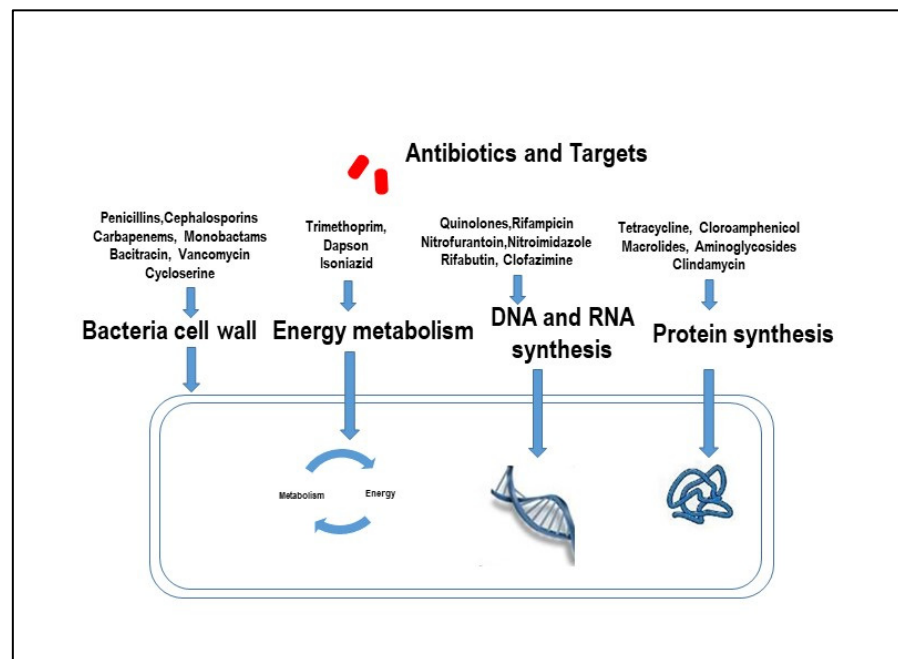 Antibiotics and Targets
Penicillins,Cephalosporins
Carbapenems, Monobactams
Bacitracin, Vancomycin
Cycloserine
Trimethoprim,
Dapson
Isoniazid
Quinolones,Rifampicin
Nitrofurantoin,Nitroimidazole
Rifabutin, Clofazimine
Tetracycline, Cloroamphenicol
Macrolides, Aminoglycosides
Clindamycin
Bacteria cell wall
Energy metabolism
DNA and RNA
synthesis
Protein synthesis
Metabolism
Energy